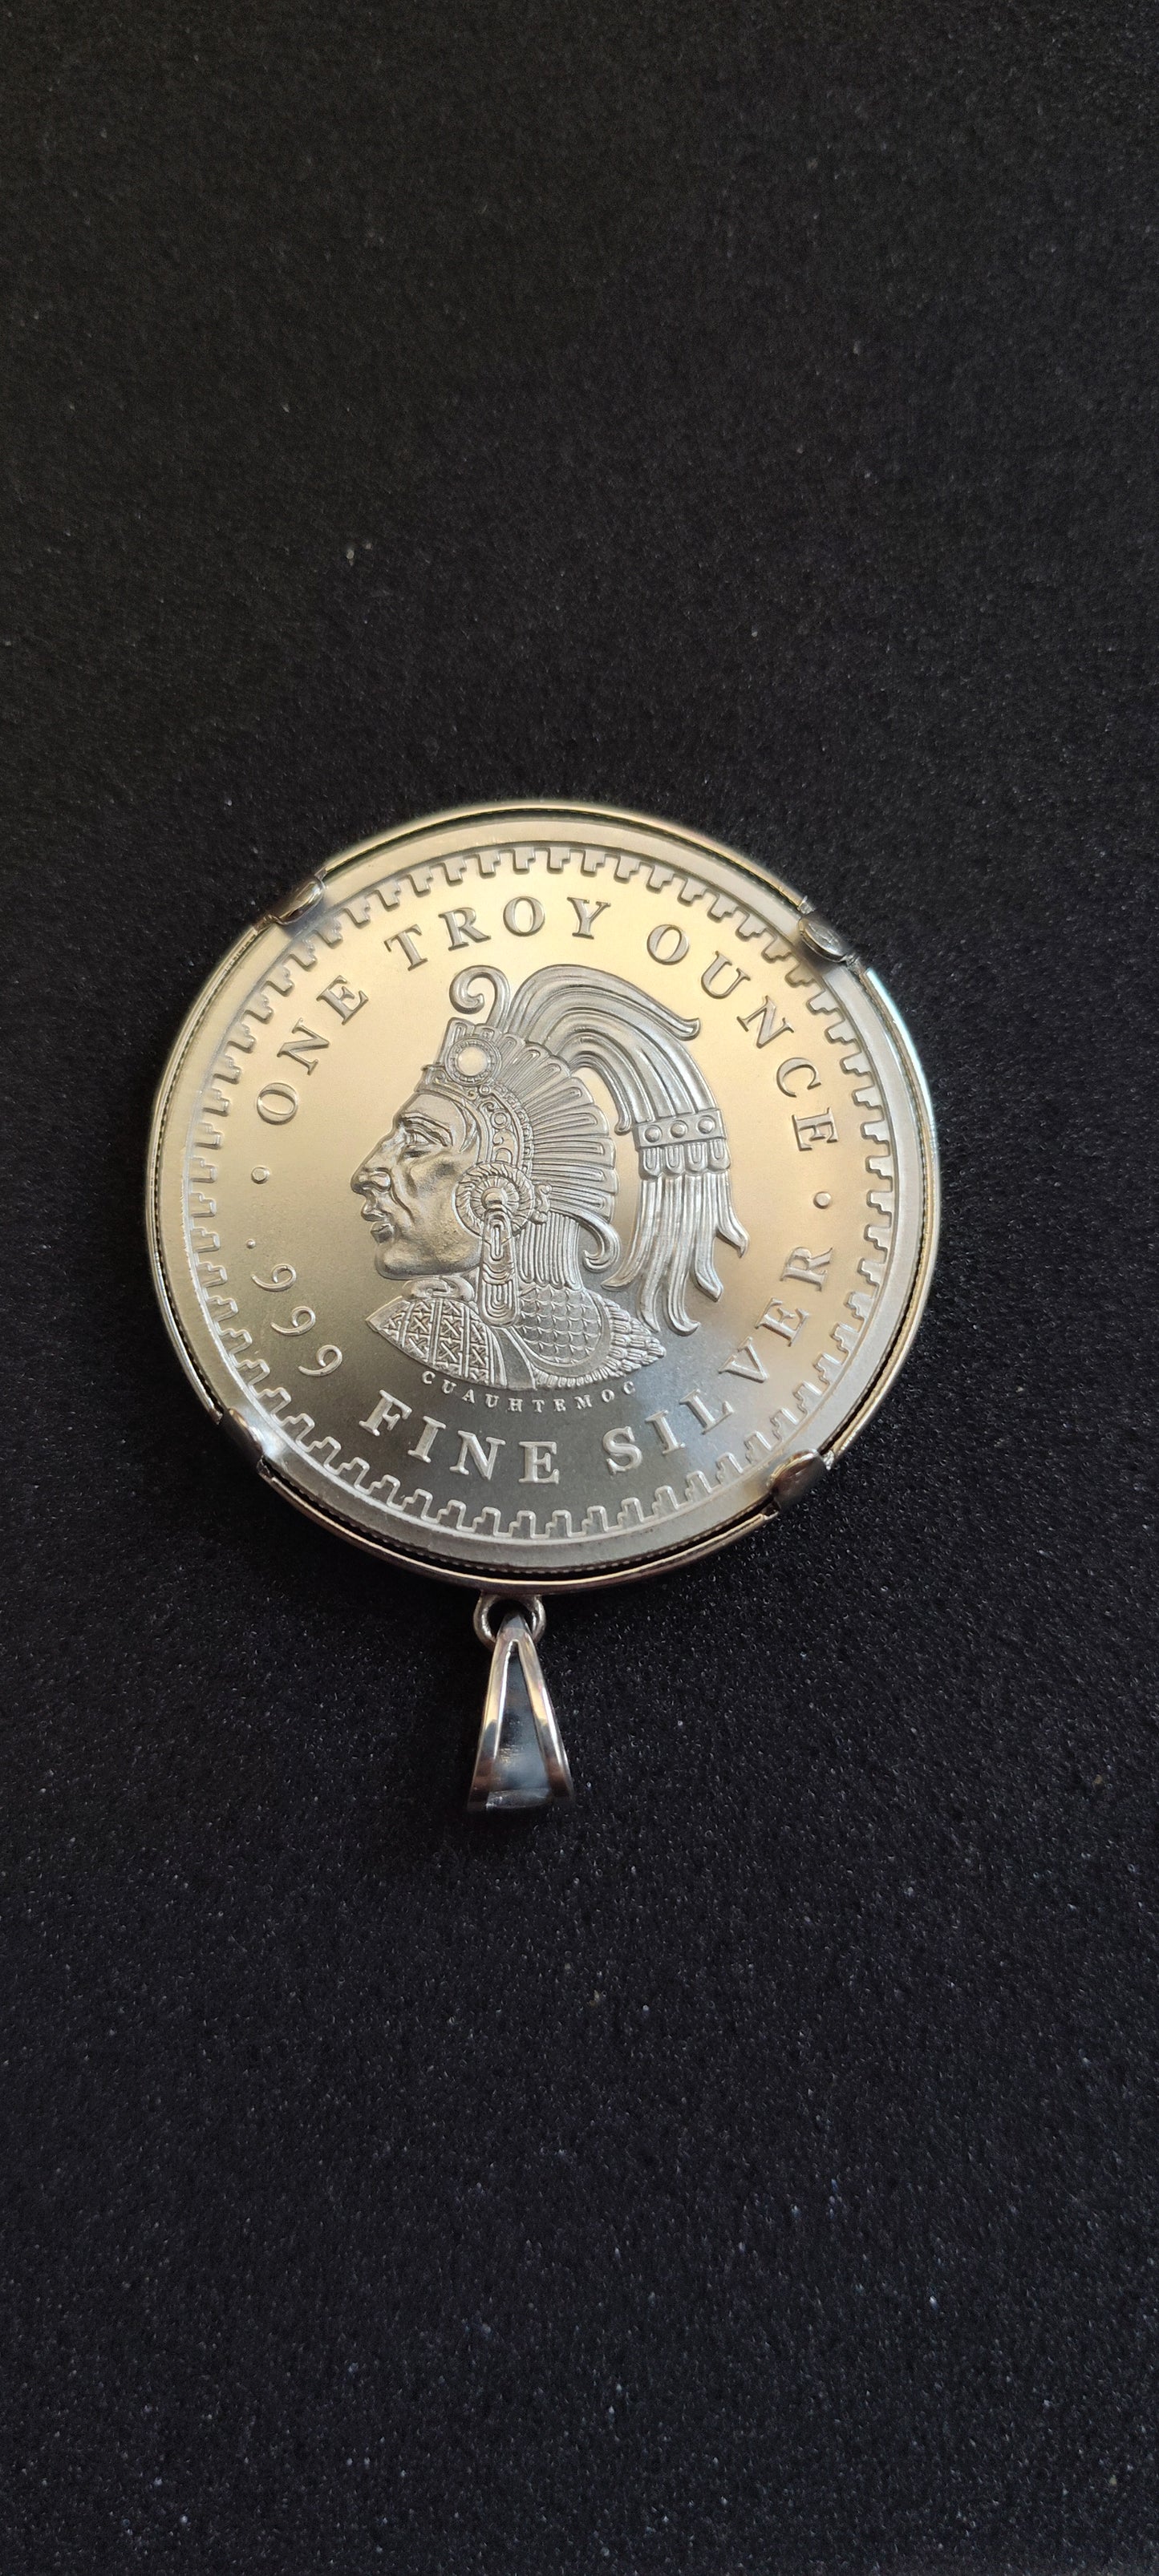 · ONE TROY OUNCE ·
.999 FINE SILVER
CUAUHTEMOC